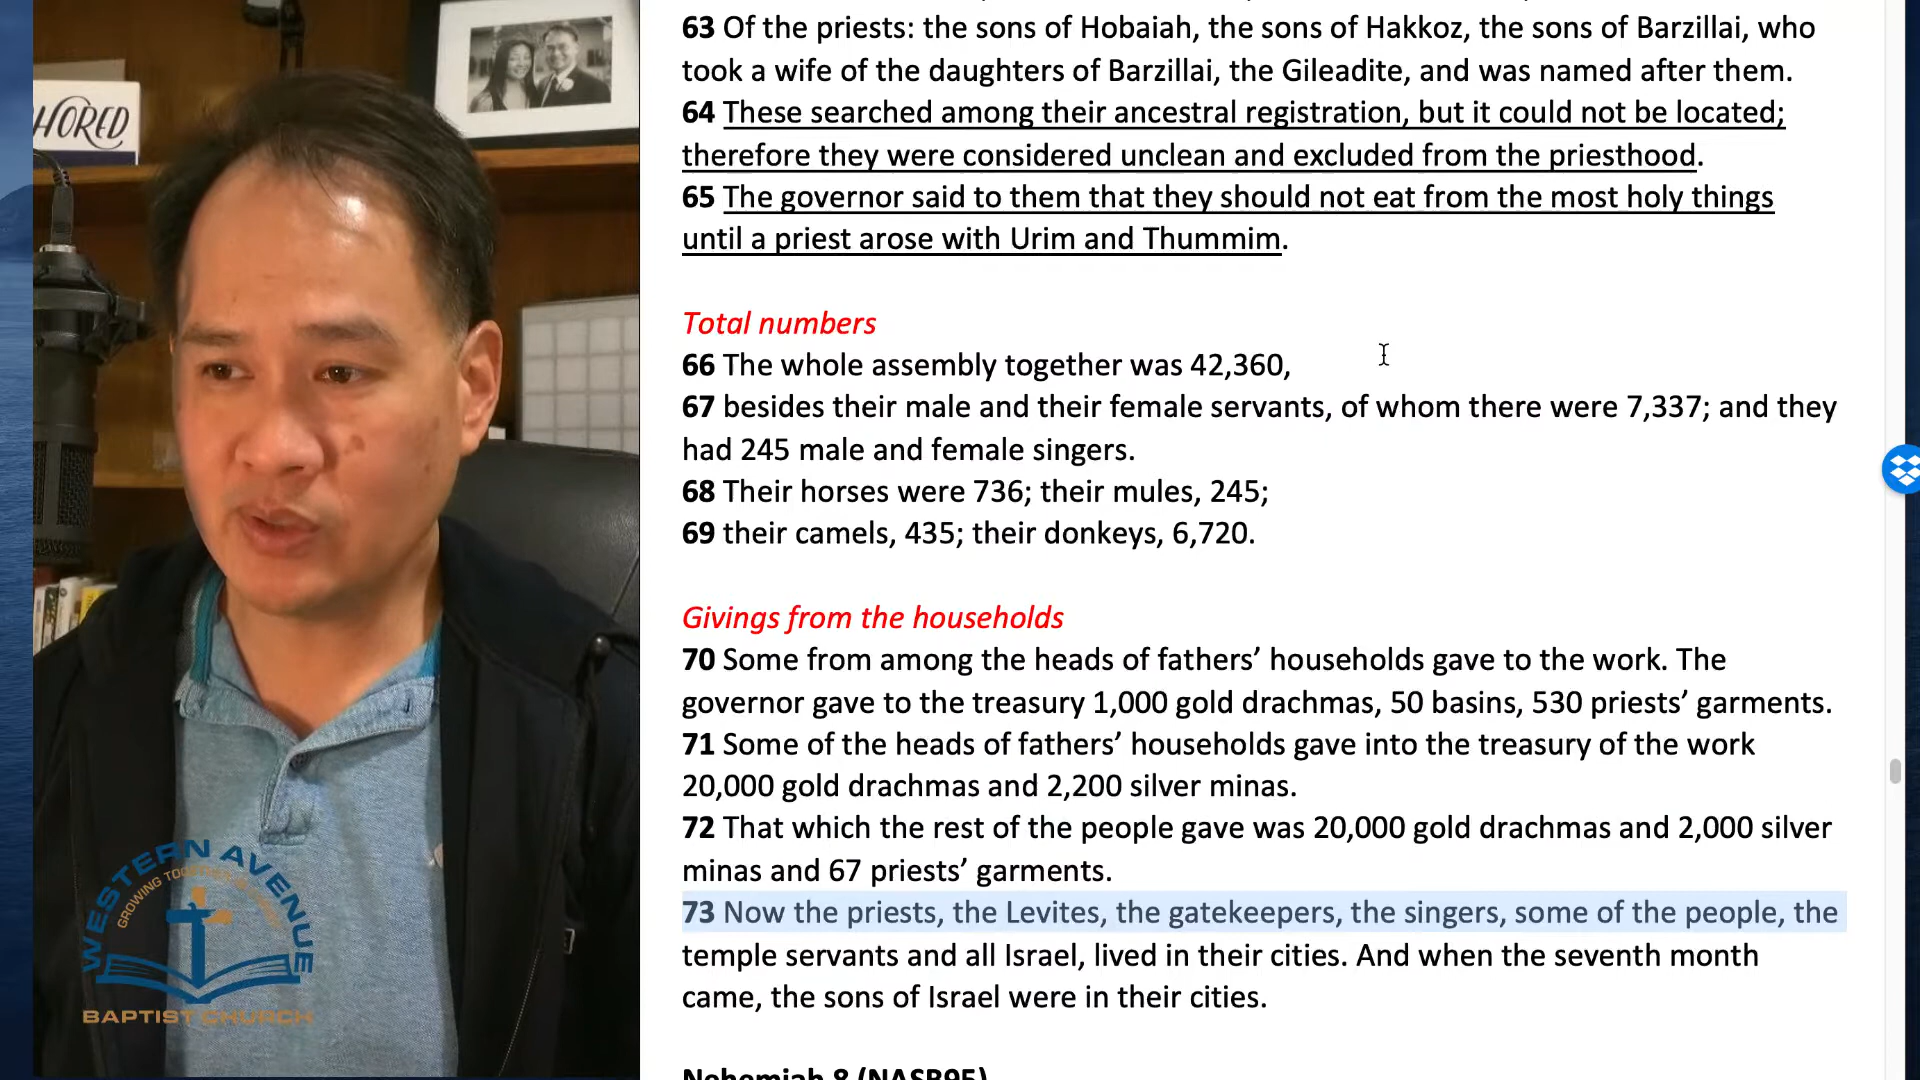 HORED
63 Of the priests: the sons of Hobaiah, the sons of Hakkoz, the sons of Barzillai, who
took a wife of the daughters of Barzillai, the Gileadite, and was named after them.
64 These searched among their ancestral registration, but it could not be located;
therefore they were considered unclean and excluded from the priesthood.
65 The governor said to them that they should not eat from the most holy things
until a priest arose with Urim and Thummim.
Total numbers
66 The whole assembly together was 42,360,
67 besides their male and their female servants, of whom there were 7,337; and they
had 245 male and female singers.
68 Their horses were 736; their mules, 245;
69 their camels, 435; their donkeys, 6,720.
Givings from the households
70 Some from among the heads of fathers’ households gave to the work. The
governor gave to the treasury 1,000 gold drachmas, 50 basins, 530 priests’ garments.
71 Some of the heads of fathers’ households gave into the treasury of the work
20,000 gold drachmas and 2,200 silver minas.
72 That which the rest of the people gave was 20,000 gold drachmas and 2,000 silver
minas and 67 priests’ garments.
73 Now the priests, the Levites, the gatekeepers, the singers, some of the people, the
temple servants and all Israel, lived in their cities. And when the seventh month
came, the sons of Israel were in their cities.
Nehemiah 8 (NASB95)
WESTERN AVENUE
GROWING TOGETHER
BAPTIST CHURCH